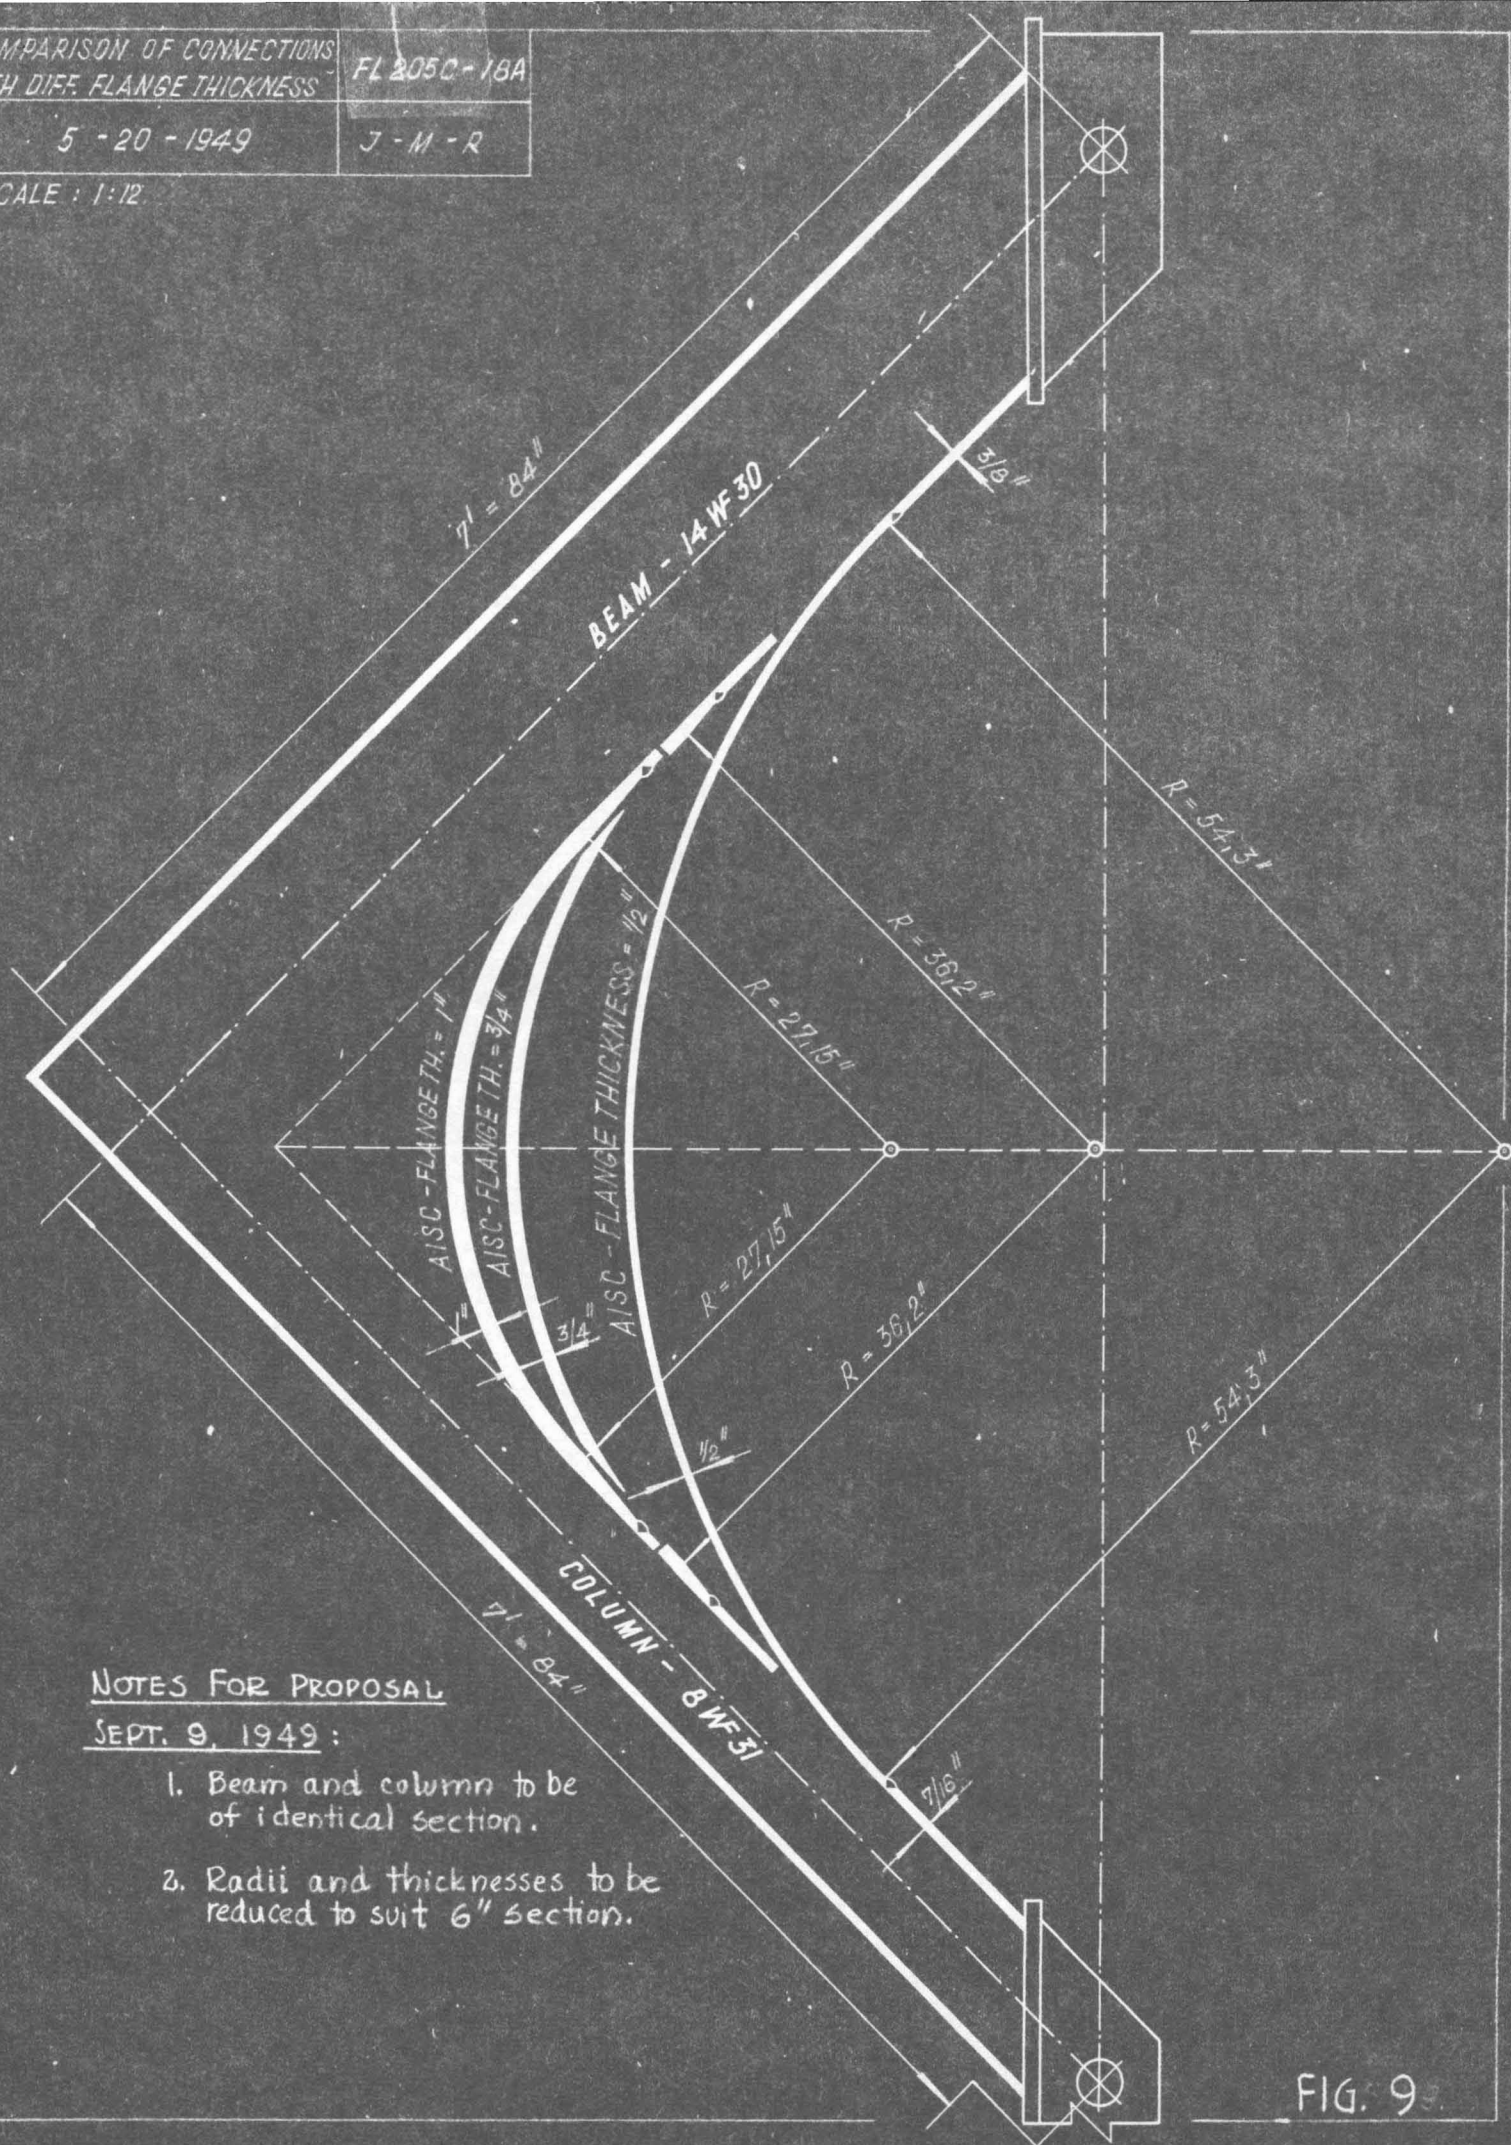 MPARISON OF CONNECTIONS
H DIFF. FLANGE THICKNESS
FL 205C-18A
5-20-1949
J-M-R
CALE : 1:12
7' = 84"
BEAM - 14 WF 30
3/8"
R = 54,3"
R = 36,2"
R = 27,15"
AISC-FLANGE TH. = 1"
AISC-FLANGE TH. = 3/4"
AISC-FLANGE THICKNESS = 1/2"
R = 27,15"
R = 36,2"
R = 54,3"
1"
3/4"
1/2"
COLUMN - 8 WF 31
7' = 84"
7/16"
NOTES FOR PROPOSAL
SEPT. 9, 1949:
1. Beam and column to be
of identical section.
2. Radii and thicknesses to be
reduced to suit 6" section.
FIG. 9